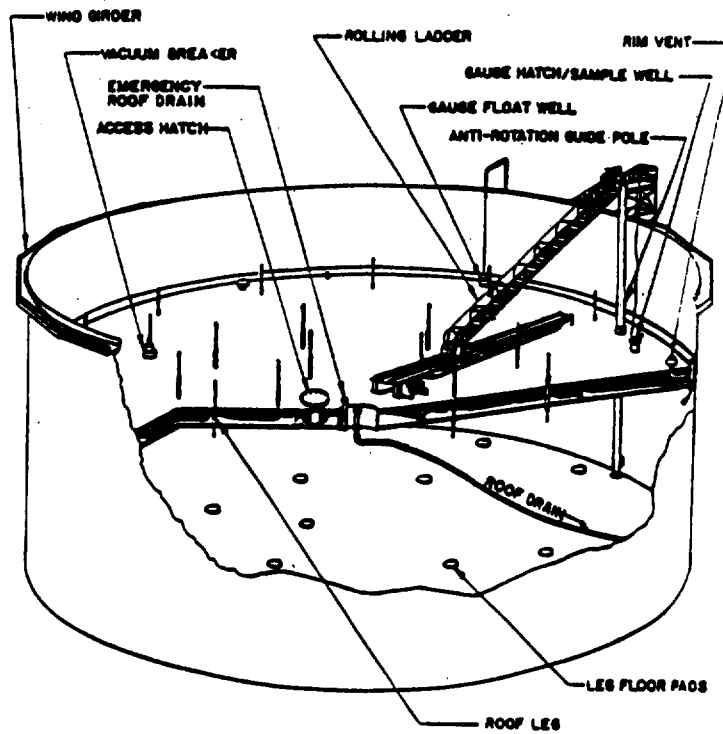 WIND GIRDER
ROLLING LADDER
RIM VENT
VACUUM BREAKER
GAUGE HATCH/SAMPLE WELL
EMERGENCY
ROOF DRAIN
GAUGE FLOAT WELL
ACCESS HATCH
ANTI-ROTATION GUIDE POLE
ROOF DRAIN
LEG FLOOR PADS
ROOF LEG